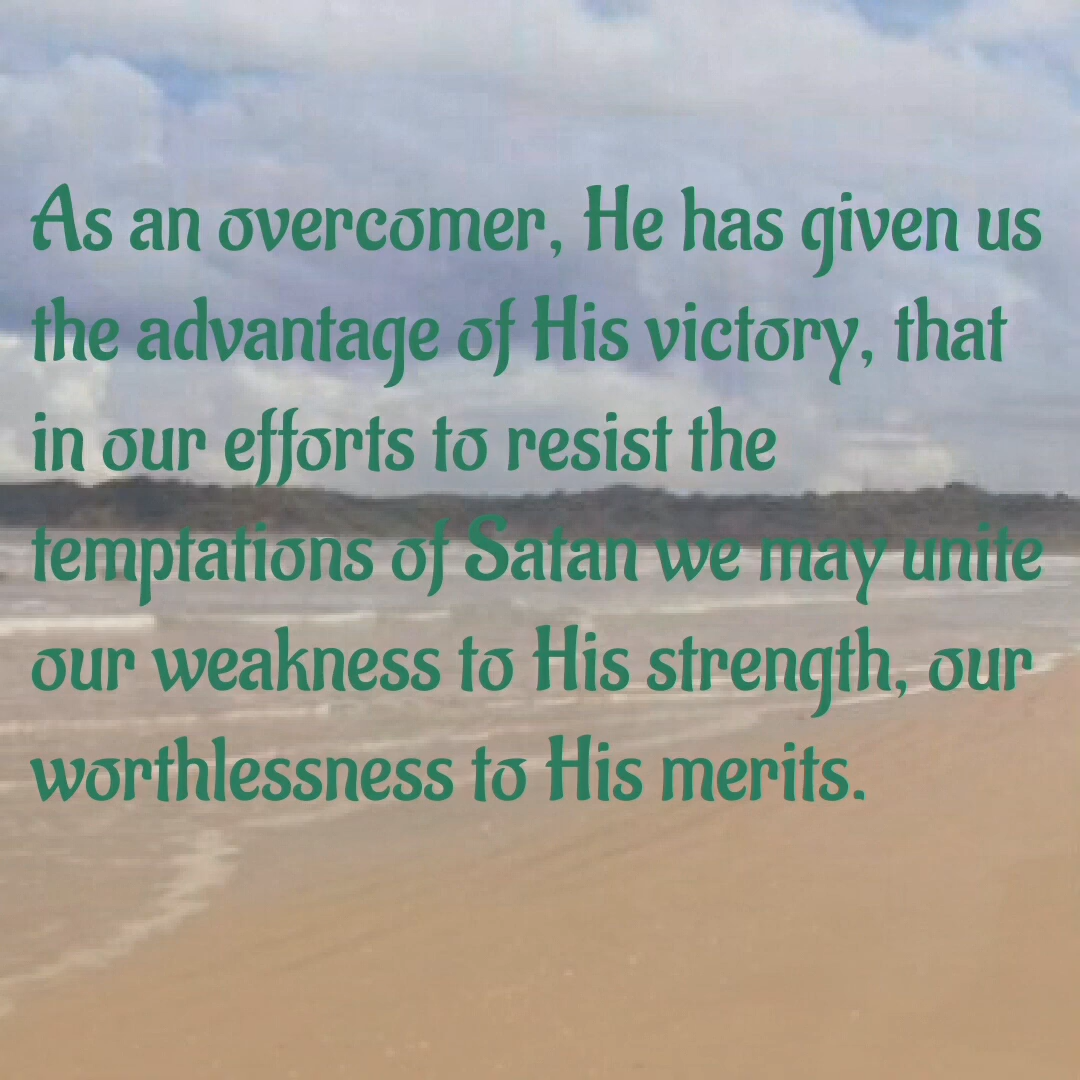 As an overcomer, He has given us
the advantage of His victory, that
in our efforts to resist the
temptations of Satan we may unite
our weakness to His strength, our
worthlessness to His merits.